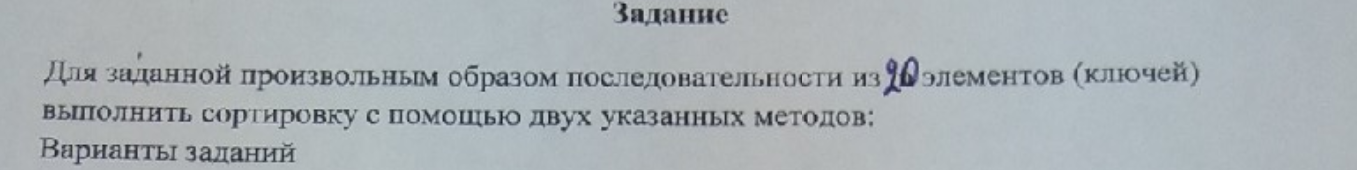 Задание
Для заданной произвольным образом последовательности из 20 элементов (ключей)
выполнить сортировку с помощью двух указанных методов:
Варианты заданий